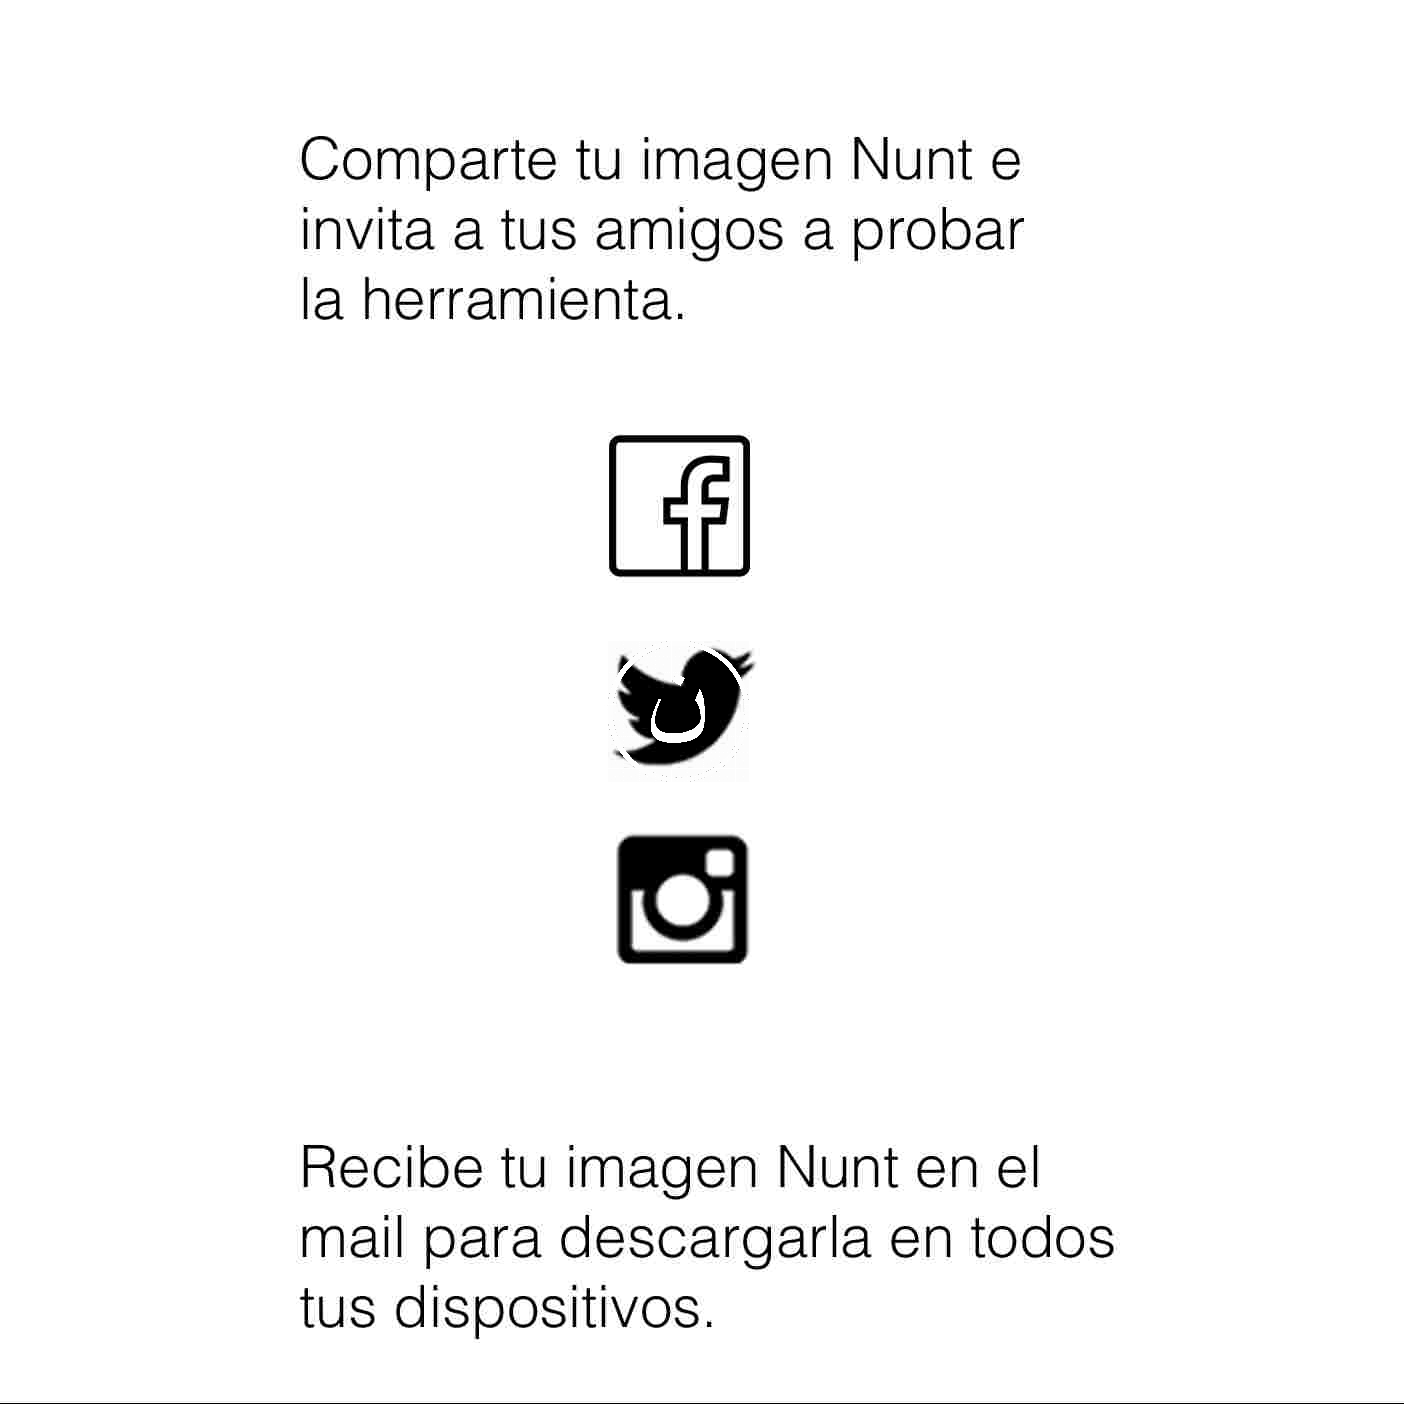 Comparte tu imagen Nunt e
invita a tus amigos a probar
la herramienta.
f
ن
Recibe tu imagen Nunt en el
mail para descargarla en todos
tus dispositivos.